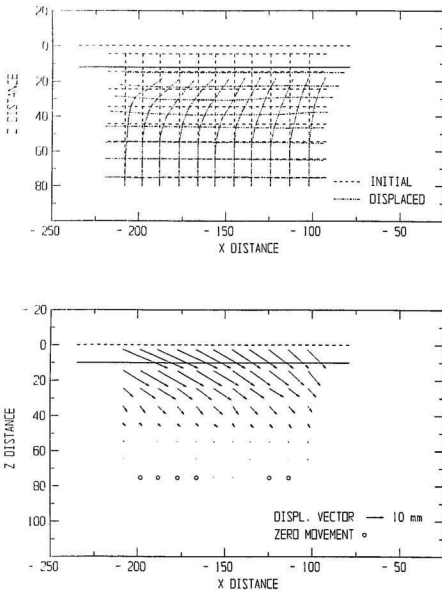 - 20
0
20
40
60
80
Z DISTANCE
INITIAL
DISPLACED
- 250 - 200 - 150 - 100 - 50
X DISTANCE
- 20
0
20
40
60
80
100
Z DISTANCE
DISPL. VECTOR 10 mm
ZERO MOVEMENT
- 250 - 200 - 150 - 100 - 50
X DISTANCE